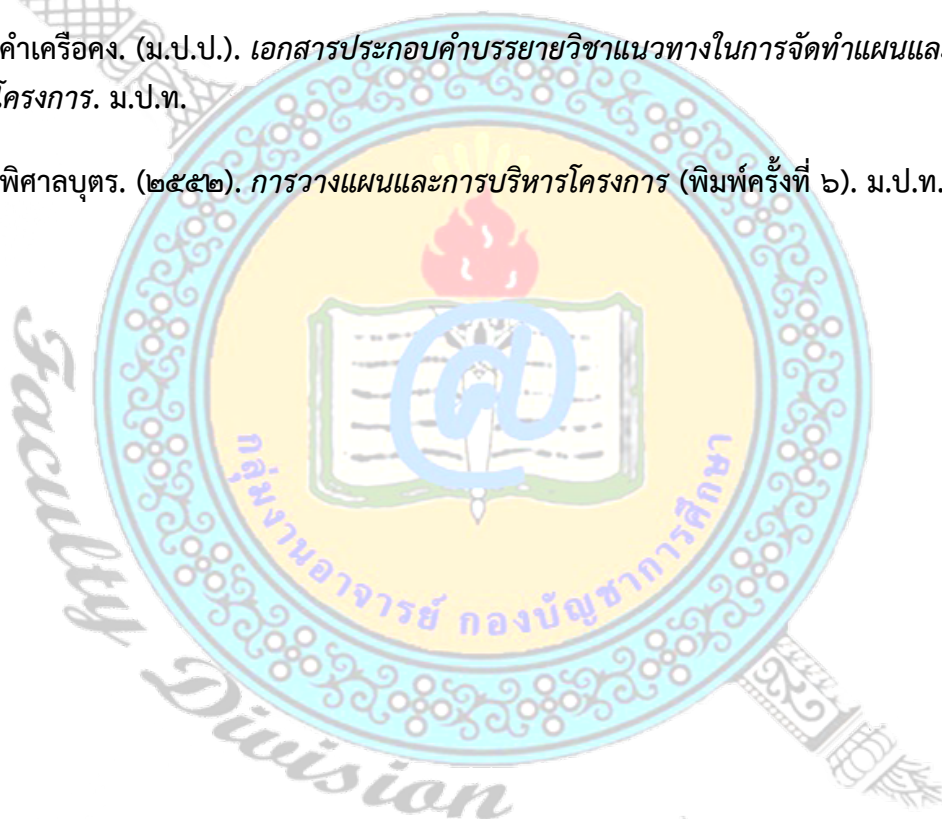 คำเครือคง. (ม.ป.ป.). เอกสารประกอบคำบรรยายวิชาแนวทางในการจัดทำแผนและ
โครงการ. ม.ป.ท.
พิศาลบุตร. (๒๕๕๒). การวางแผนและการบริหารโครงการ (พิมพ์ครั้งที่ ๖). ม.ป.ท.
กลุ่มงานอาจารย์ กองบัญชาการศึกษา
Faculty Division